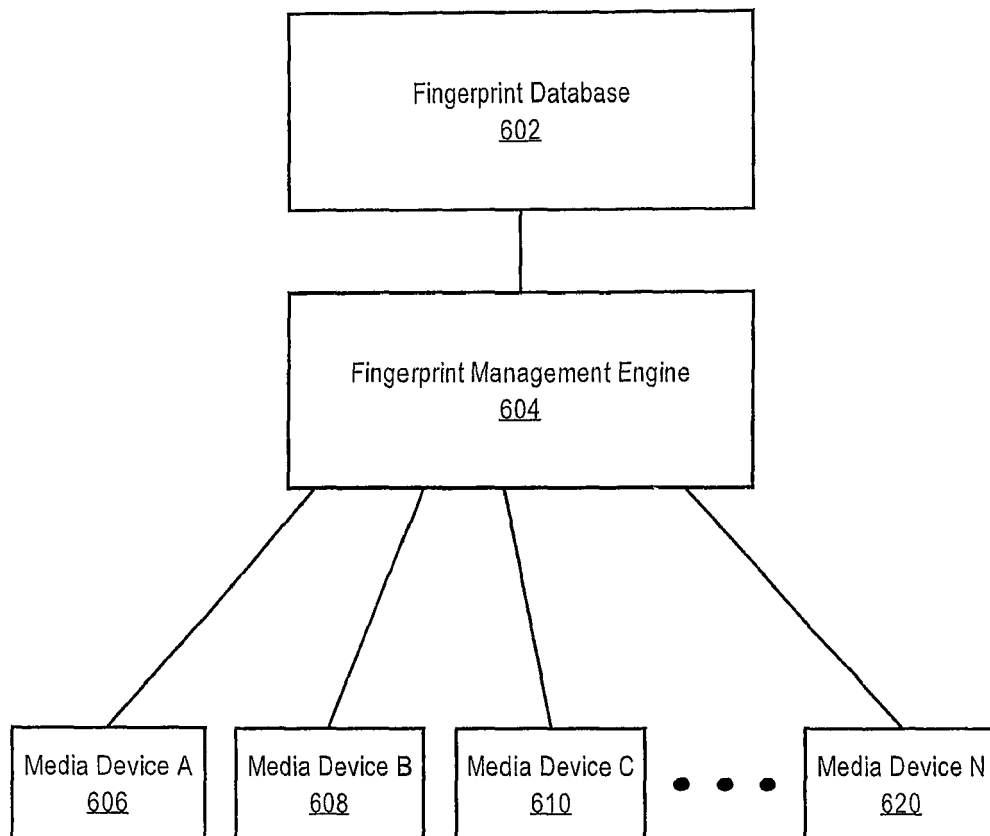 Fingerprint Database
602
Fingerprint Management Engine
604
Media Device A
606
Media Device B
608
Media Device C
610
Media Device N
620